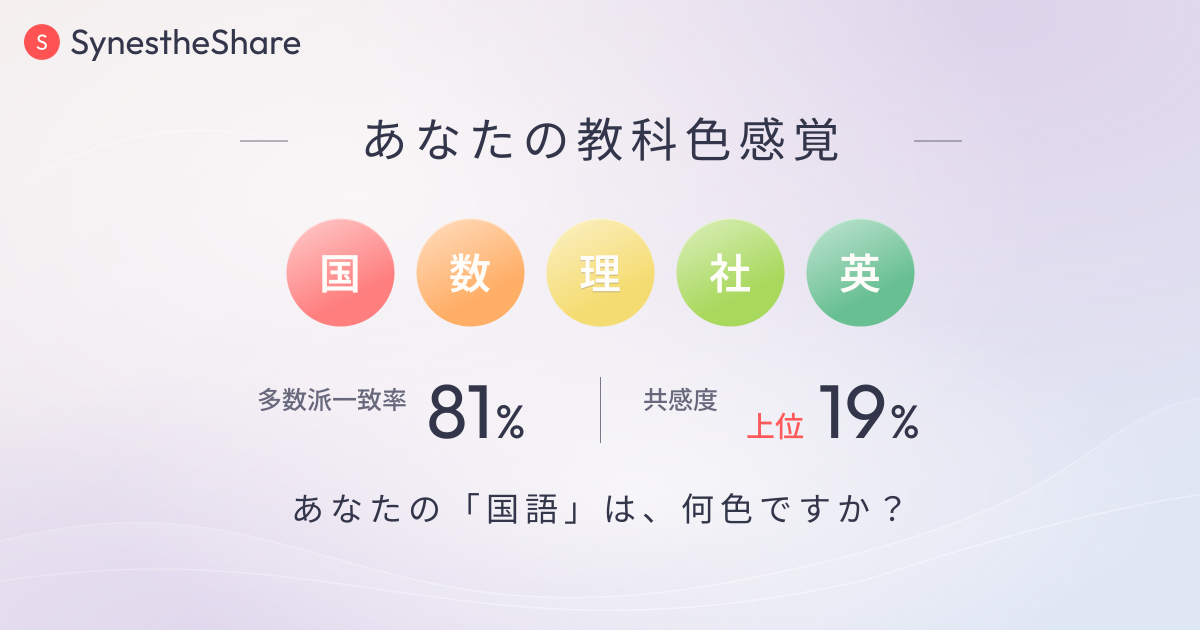 S SynestheShare
あなたの教科色感覚
国 数 理 社 英
多数派一致率 81% 共感度 上位 19%
あなたの「国語」は、何色ですか？